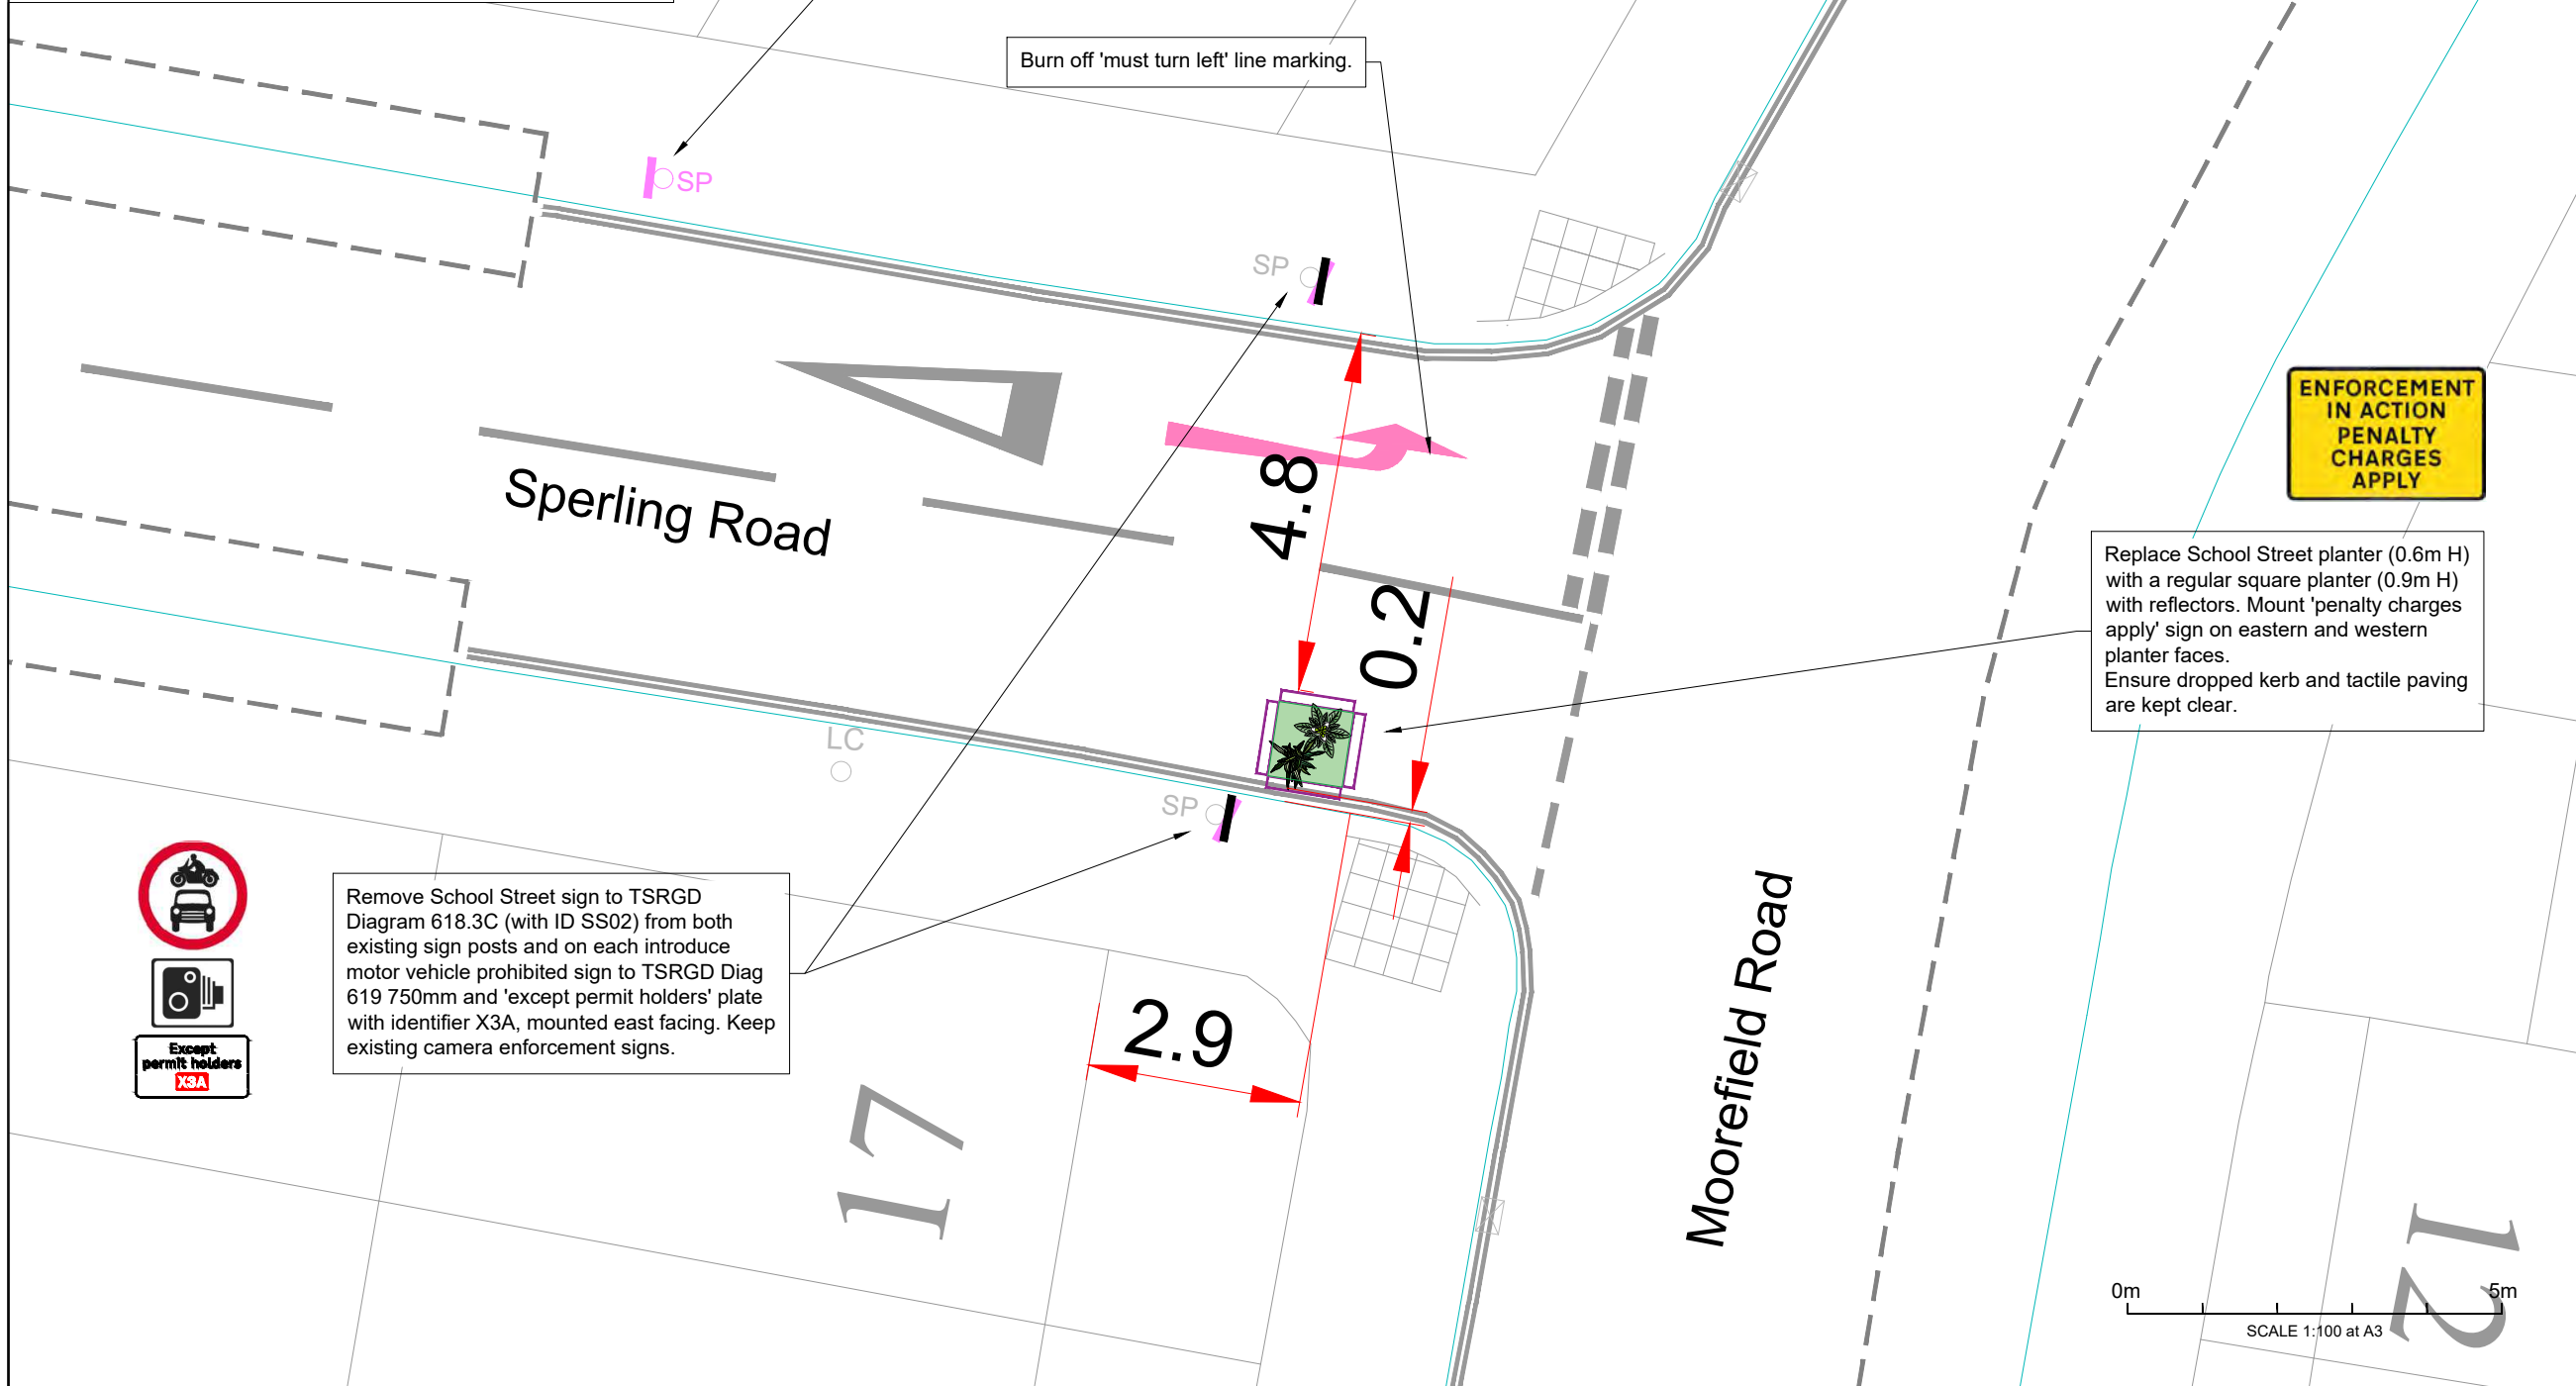 Burn off 'must turn left' line marking.
SP
SP
ENFORCEMENT
IN ACTION
PENALTY
CHARGES
APPLY
Sperling Road
4.8
0.2
Replace School Street planter (0.6m H)
with a regular square planter (0.9m H)
with reflectors. Mount 'penalty charges
apply' sign on eastern and western
planter faces.
Ensure dropped kerb and tactile paving
are kept clear.
LC
SP
Remove School Street sign to TSRGD
Diagram 618.3C (with ID SS02) from both
existing sign posts and on each introduce
motor vehicle prohibited sign to TSRGD Diag
619 750mm and 'except permit holders' plate
with identifier X3A, mounted east facing. Keep
existing camera enforcement signs.
Except
permit holders
X3A
2.9
Moorefield Road
17
12
0m
5m
SCALE 1:100 at A3